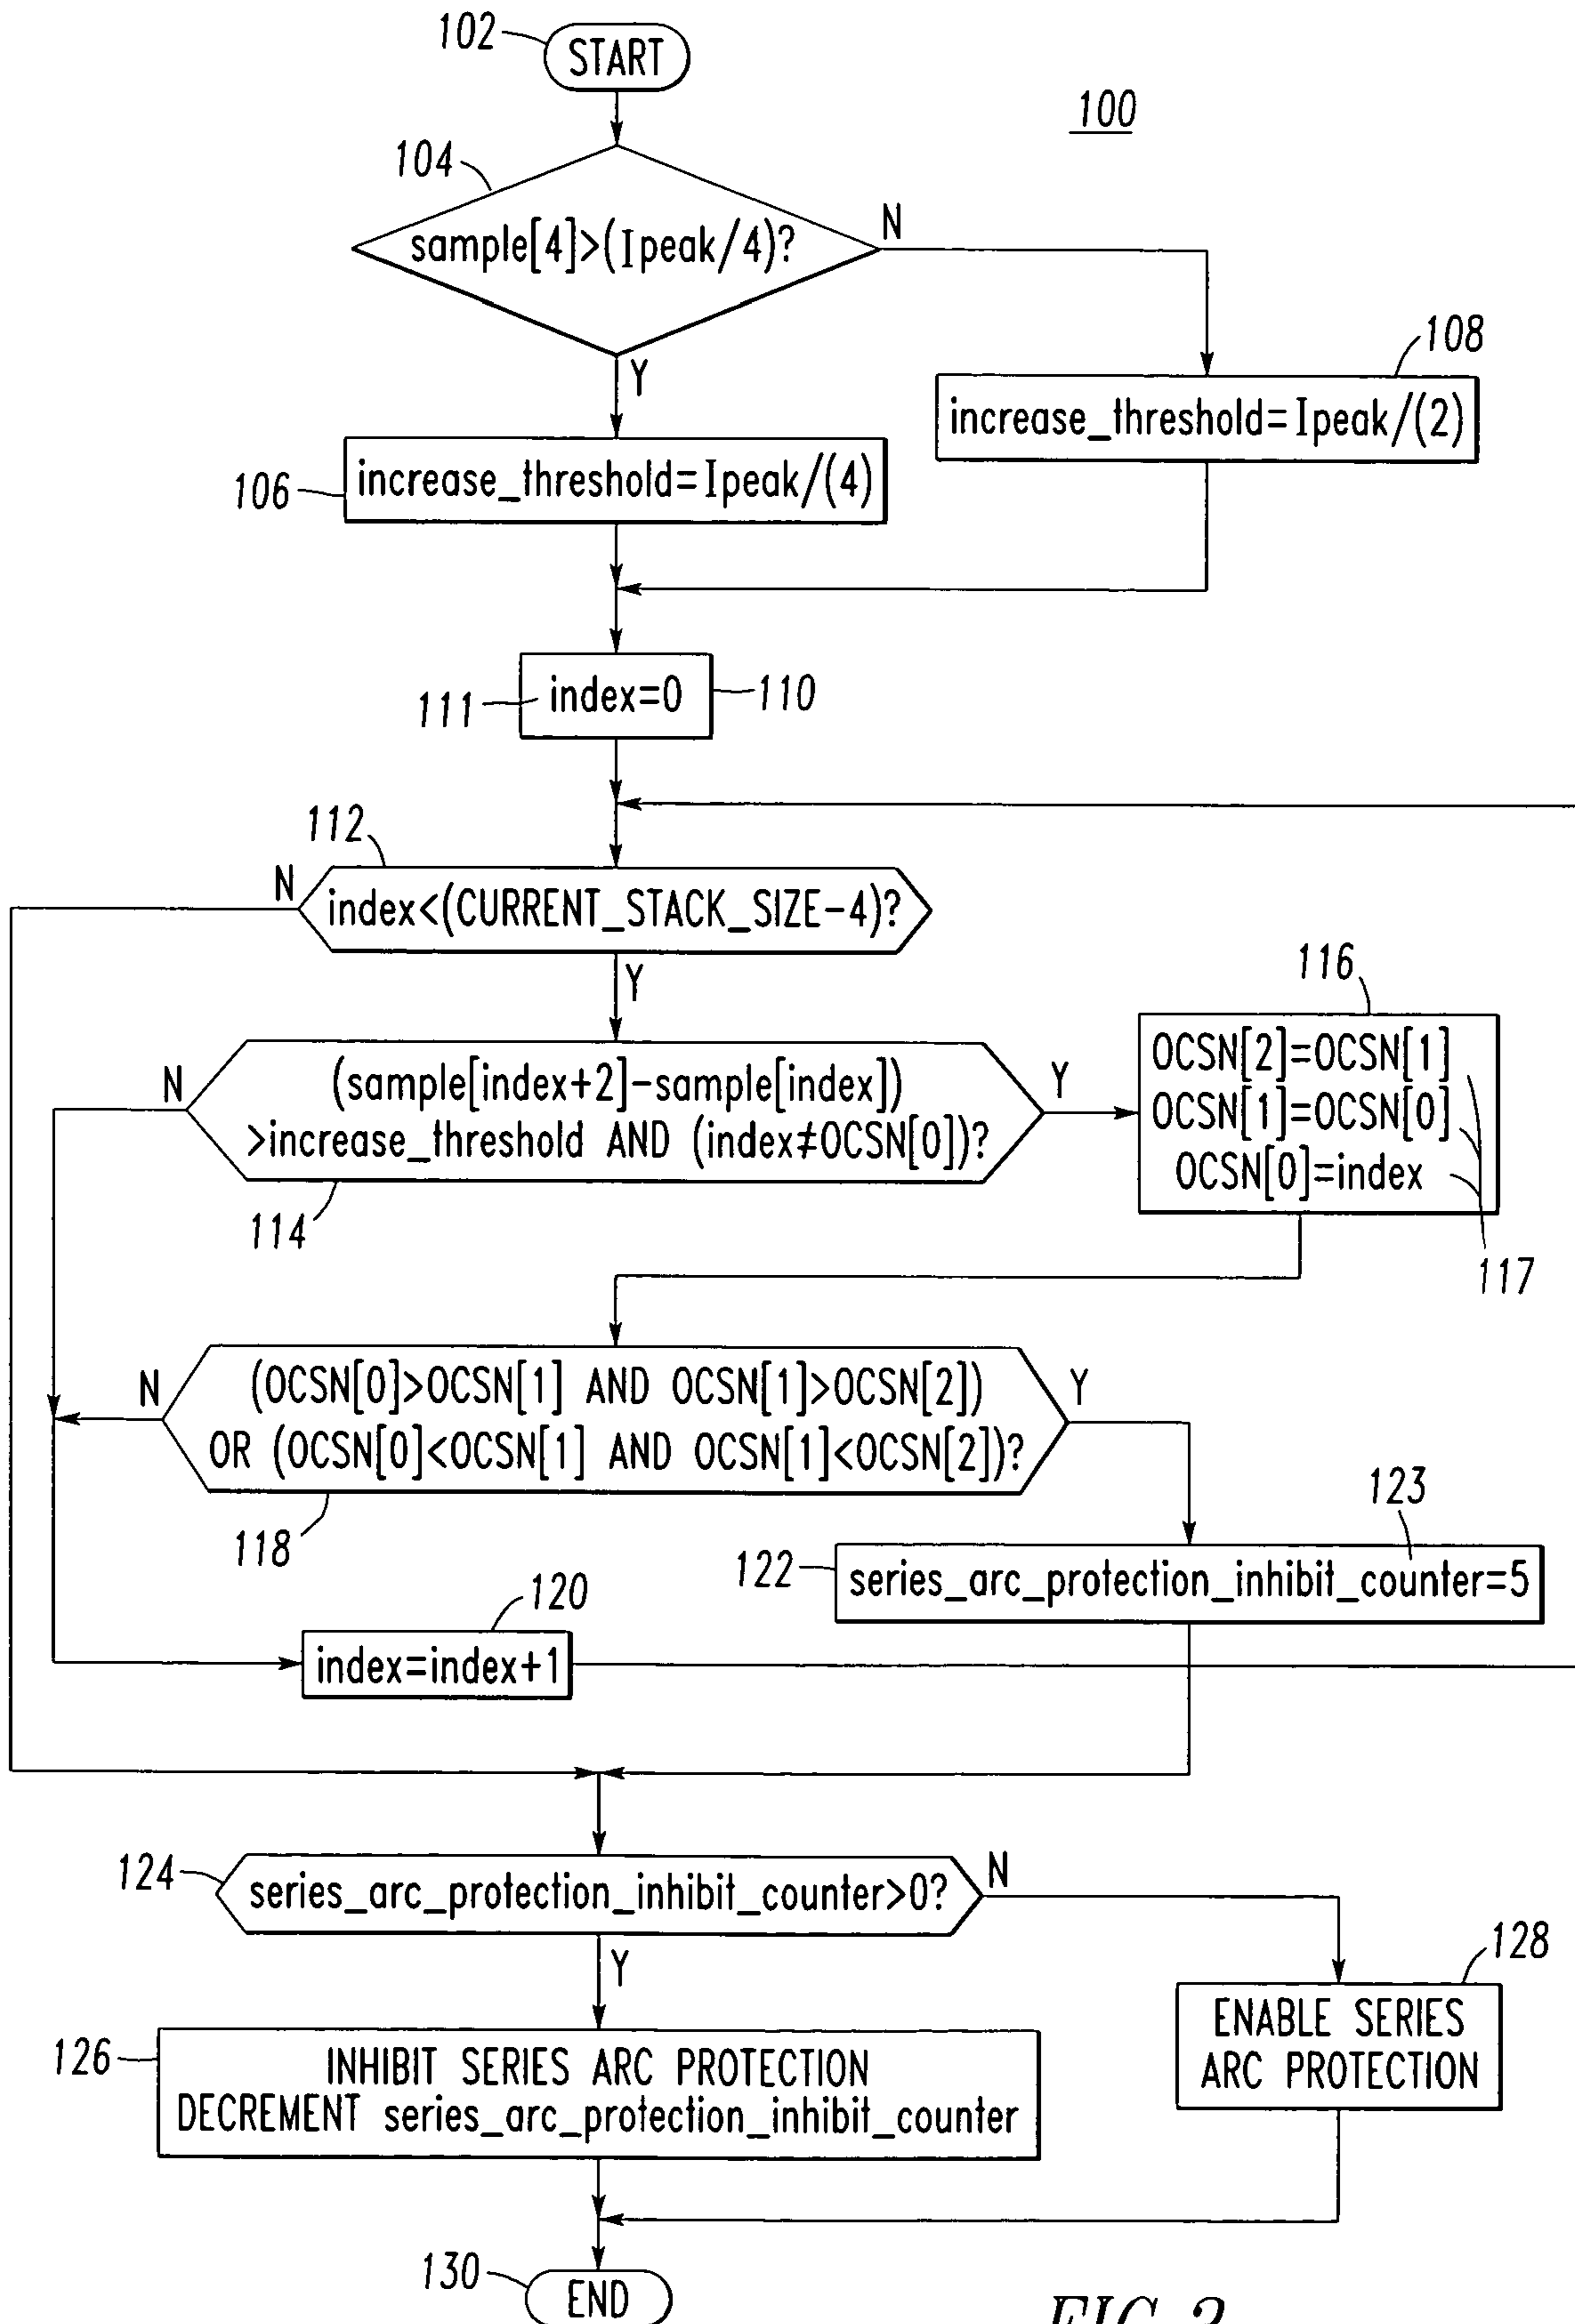 102
START
100
104
sample[4]>(Ipeak/4)?
N
Y
108
increase_threshold=Ipeak/(2)
106
increase_threshold=Ipeak/(4)
111
index=0
110
112
N
index<(CURRENT_STACK_SIZE-4)?
Y
116
OCSN[2]=OCSN[1]
OCSN[1]=OCSN[0]
OCSN[0]=index
117
N
(sample[index+2]-sample[index])
>increase_threshold AND (index≠OCSN[0])?
Y
114
N
(OCSN[0]>OCSN[1] AND OCSN[1]>OCSN[2])
OR (OCSN[0]<OCSN[1] AND OCSN[1]<OCSN[2])?
Y
118
123
122
series_arc_protection_inhibit_counter=5
120
index=index+1
124
series_arc_protection_inhibit_counter>0?
N
Y
128
ENABLE SERIES
ARC PROTECTION
126
INHIBIT SERIES ARC PROTECTION
DECREMENT series_arc_protection_inhibit_counter
130
END
FIG. 2